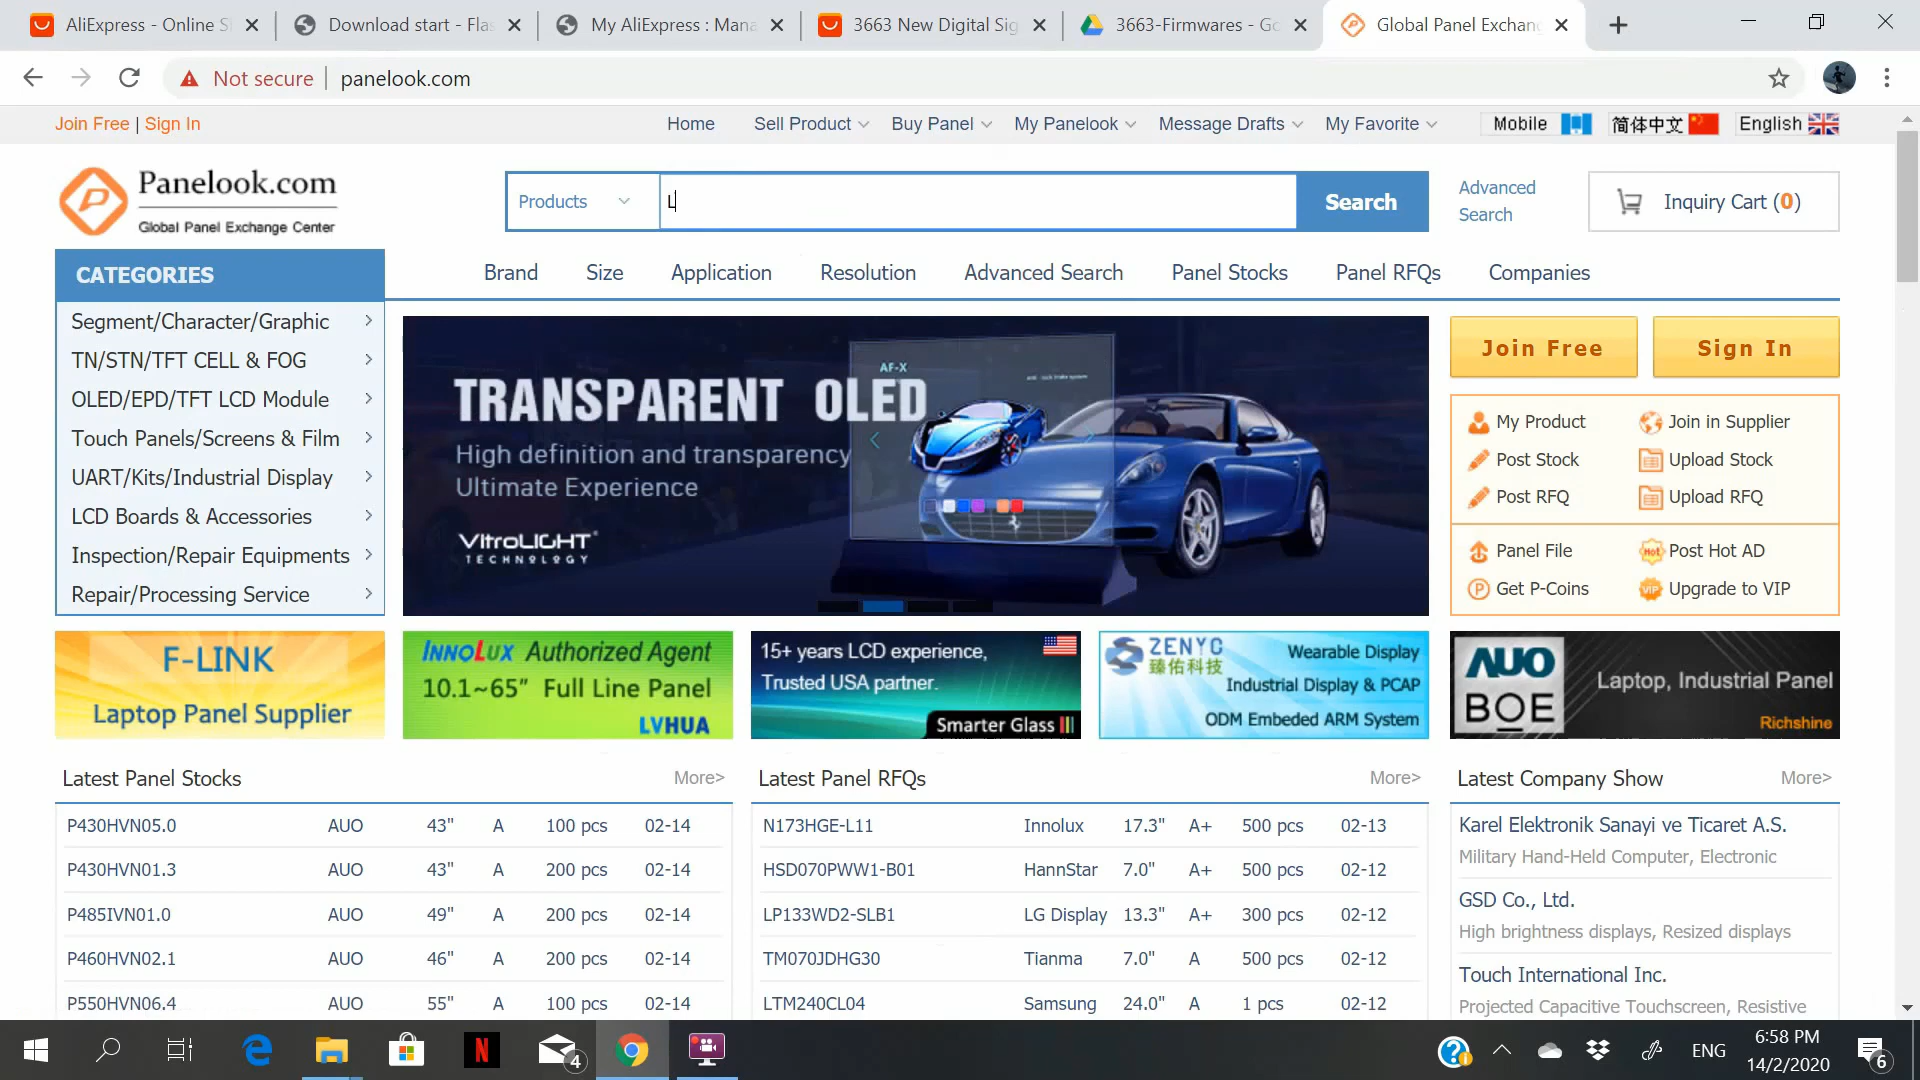 AliExpress - Online S
Download start - Flas
My AliExpress : Mana
3663 New Digital Sig
3663-Firmwares - Go
Global Panel Exchang
Not secure | panelook.com
Join Free | Sign In
Home
Sell Product
Buy Panel
My Panelook
Message Drafts
My Favorite
Mobile
简体中文
English
Panelook.com
Global Panel Exchange Center
Products
L
Search
Advanced
Search
Inquiry Cart (0)
CATEGORIES
Brand
Size
Application
Resolution
Advanced Search
Panel Stocks
Panel RFQs
Companies
Segment/Character/Graphic
TN/STN/TFT CELL & FOG
OLED/EPD/TFT LCD Module
Touch Panels/Screens & Film
UART/Kits/Industrial Display
LCD Boards & Accessories
Inspection/Repair Equipments
Repair/Processing Service
AF-X
TRANSPARENT OLED
High definition and transparency
Ultimate Experience
VitroLIGHT
TECHNOLOGY
Join Free
Sign In
My Product
Join in Supplier
Post Stock
Upload Stock
Post RFQ
Upload RFQ
Panel File
Hot
Post Hot AD
Get P-Coins
VIP
Upgrade to VIP
F-LINK
Laptop Panel Supplier
INNOLUX Authorized Agent
10.1~65" Full Line Panel
LVHUA
15+ years LCD experience,
Trusted USA partner.
Smarter Glass
ZENYO
臻佑科技
Wearable Display
Industrial Display & PCAP
ODM Embeded ARM System
AUO
BOE
Laptop, Industrial Panel
Richshine
Latest Panel Stocks
More>
P430HVN05.0 AUO 43" A 100 pcs 02-14
P430HVN01.3 AUO 43" A 200 pcs 02-14
P485IVN01.0 AUO 49" A 200 pcs 02-14
P460HVN02.1 AUO 46" A 200 pcs 02-14
P550HVN06.4 AUO 55" A 100 pcs 02-14
Latest Panel RFQs
More>
N173HGE-L11 Innolux 17.3" A+ 500 pcs 02-13
HSD070PWW1-B01 HannStar 7.0" A+ 500 pcs 02-12
LP133WD2-SLB1 LG Display 13.3" A+ 300 pcs 02-12
TM070JDHG30 Tianma 7.0" A 500 pcs 02-12
LTM240CL04 Samsung 24.0" A 1 pcs 02-12
Latest Company Show
More>
Karel Elektronik Sanayi ve Ticaret A.S.
Military Hand-Held Computer, Electronic
GSD Co., Ltd.
High brightness displays, Resized displays
Touch International Inc.
Projected Capacitive Touchscreen, Resistive
4
ENG
6:58 PM
14/2/2020
6